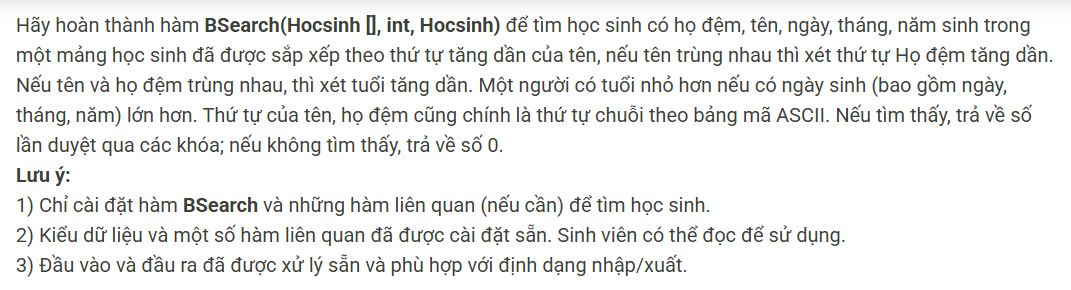 Hãy hoàn thành hàm BSearch(Hocsinh [], int, Hocsinh) để tìm học sinh có họ đệm, tên, ngày, tháng, năm sinh trong
một mảng học sinh đã được sắp xếp theo thứ tự tăng dần của tên, nếu tên trùng nhau thì xét thứ tự Họ đệm tăng dần.
Nếu tên và họ đệm trùng nhau, thì xét tuổi tăng dần. Một người có tuổi nhỏ hơn nếu có ngày sinh (bao gồm ngày,
tháng, năm) lớn hơn. Thứ tự của tên, họ đệm cũng chính là thứ tự chuỗi theo bảng mã ASCII. Nếu tìm thấy, trả về số
lần duyệt qua các khóa; nếu không tìm thấy, trả về số 0.
Lưu ý:
1) Chỉ cài đặt hàm BSearch và những hàm liên quan (nếu cần) để tìm học sinh.
2) Kiểu dữ liệu và một số hàm liên quan đã được cài đặt sẵn. Sinh viên có thể đọc để sử dụng.
3) Đầu vào và đầu ra đã được xử lý sẵn và phù hợp với định dạng nhập/xuất.